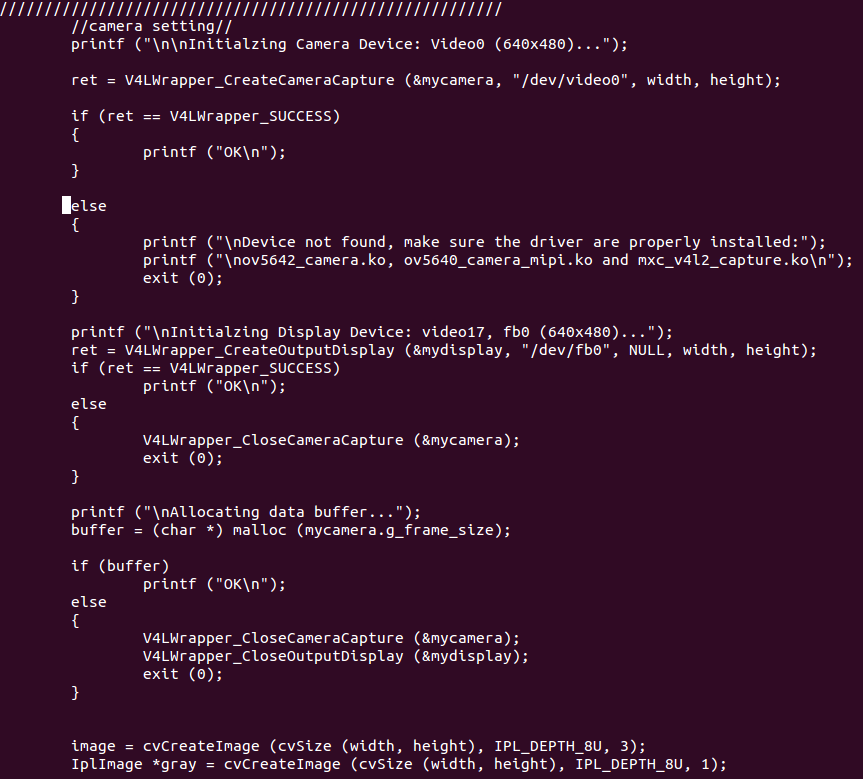 ////////////////////////////////////////////////////////
//camera setting//
printf ("\n\nInitialzing Camera Device: Video0 (640x480)...");
ret = V4LWrapper_CreateCameraCapture (&mycamera, "/dev/video0", width, height);
if (ret == V4LWrapper_SUCCESS)
{
printf ("OK\n");
}
else
{
printf ("\nDevice not found, make sure the driver are properly installed:");
printf ("\nov5642_camera.ko, ov5640_camera_mipi.ko and mxc_v4l2_capture.ko\n");
exit (0);
}
printf ("\nInitialzing Display Device: video17, fb0 (640x480)...");
ret = V4LWrapper_CreateOutputDisplay (&mydisplay, "/dev/fb0", NULL, width, height);
if (ret == V4LWrapper_SUCCESS)
printf ("OK\n");
else
{
V4LWrapper_CloseCameraCapture (&mycamera);
exit (0);
}
printf ("\nAllocating data buffer...");
buffer = (char *) malloc (mycamera.g_frame_size);
if (buffer)
printf ("OK\n");
else
{
V4LWrapper_CloseCameraCapture (&mycamera);
V4LWrapper_CloseOutputDisplay (&mydisplay);
exit (0);
}
image = cvCreateImage (cvSize (width, height), IPL_DEPTH_8U, 3);
IplImage *gray = cvCreateImage (cvSize (width, height), IPL_DEPTH_8U, 1);